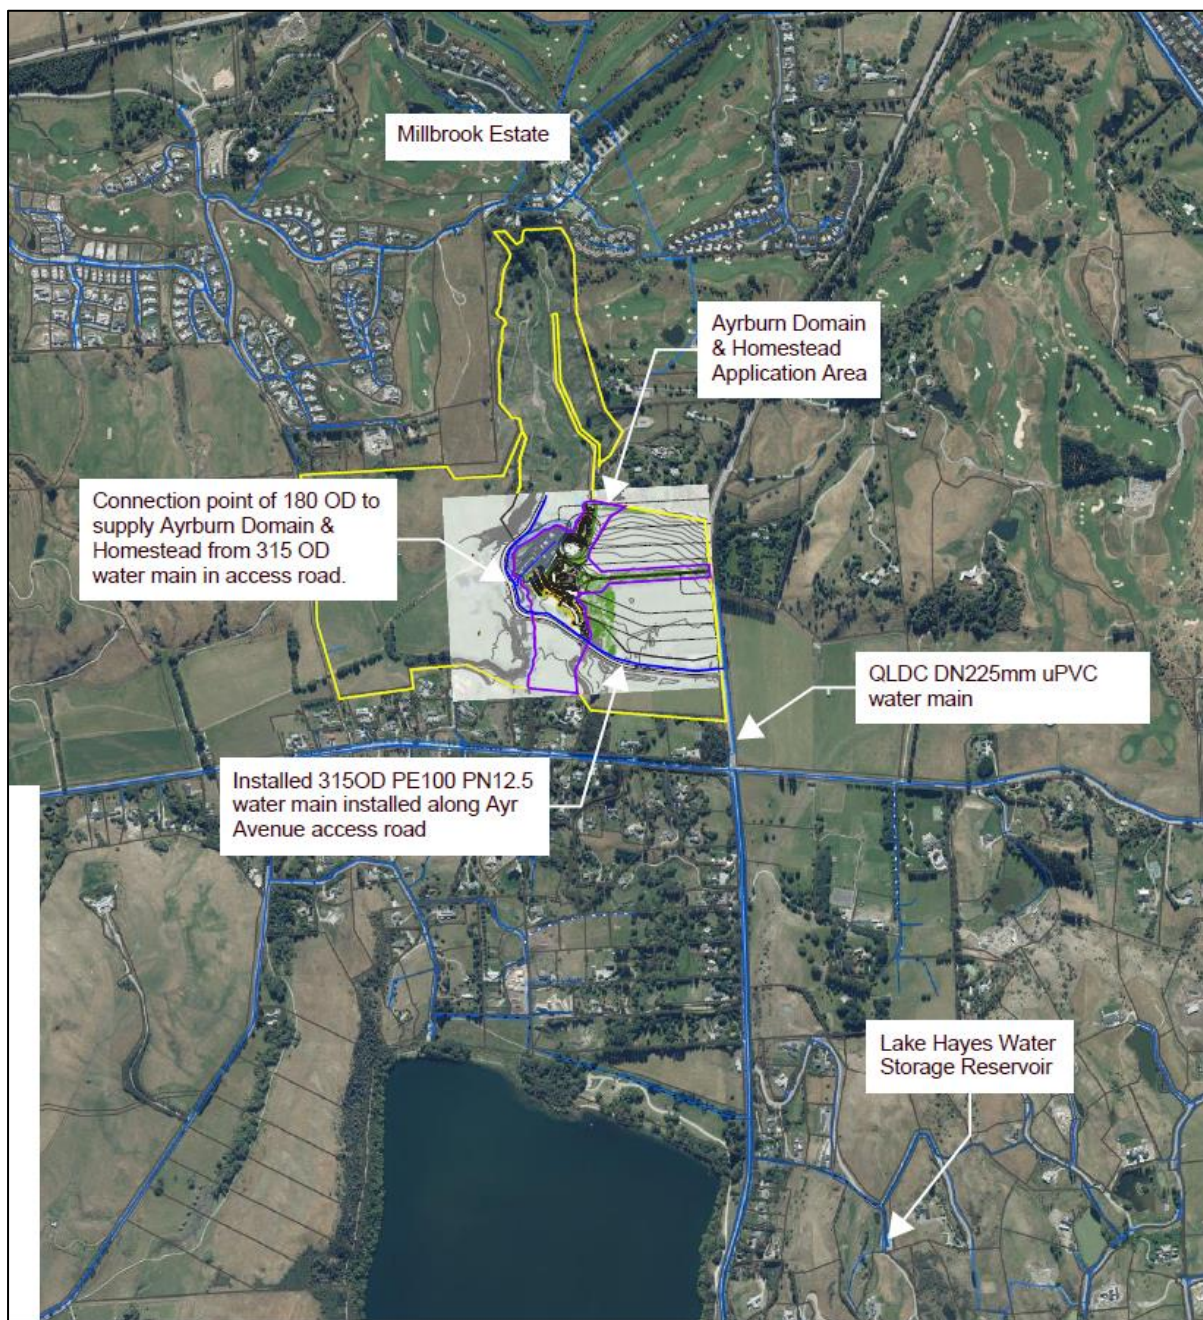 Millbrook Estate
Ayrburn Domain
& Homestead
Application Area
Connection point of 180 OD to
supply Ayrburn Domain &
Homestead from 315 OD
water main in access road.
QLDC DN225mm uPVC
water main
Installed 315OD PE100 PN12.5
water main installed along Ayr
Avenue access road
Lake Hayes Water
Storage Reservoir